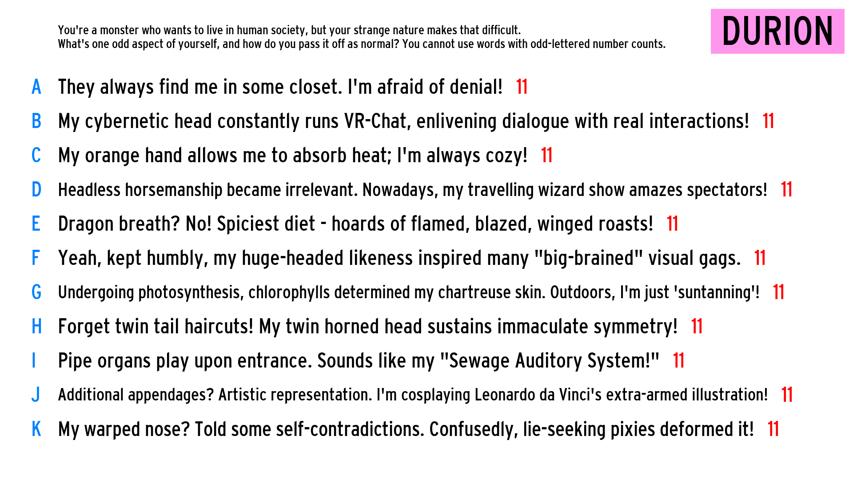 You're a monster who wants to live in human society, but your strange nature makes that difficult.
What's one odd aspect of yourself, and how do you pass it off as normal? You cannot use words with odd-lettered number counts.
DURION
A They always find me in some closet. I'm afraid of denial! 11
B My cybernetic head constantly runs VR-Chat, enlivening dialogue with real interactions! 11
C My orange hand allows me to absorb heat; I'm always cozy! 11
D Headless horsemanship became irrelevant. Nowadays, my travelling wizard show amazes spectators! 11
E Dragon breath? No! Spiciest diet - hoards of flamed, blazed, winged roasts! 11
F Yeah, kept humbly, my huge-headed likeness inspired many "big-brained" visual gags. 11
G Undergoing photosynthesis, chlorophylls determined my chartreuse skin. Outdoors, I'm just 'suntanning'! 11
H Forget twin tail haircuts! My twin horned head sustains immaculate symmetry! 11
I Pipe organs play upon entrance. Sounds like my "Sewage Auditory System!" 11
J Additional appendages? Artistic representation. I'm cosplaying Leonardo da Vinci's extra-armed illustration! 11
K My warped nose? Told some self-contradictions. Confusedly, lie-seeking pixies deformed it! 11